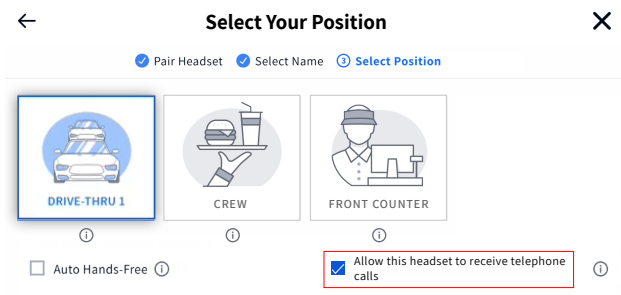 Select Your Position
Pair Headset Select Name 3 Select Position
DRIVE-THRU 1 CREW FRONT COUNTER
Auto Hands-Free Allow this headset to receive telephone
calls